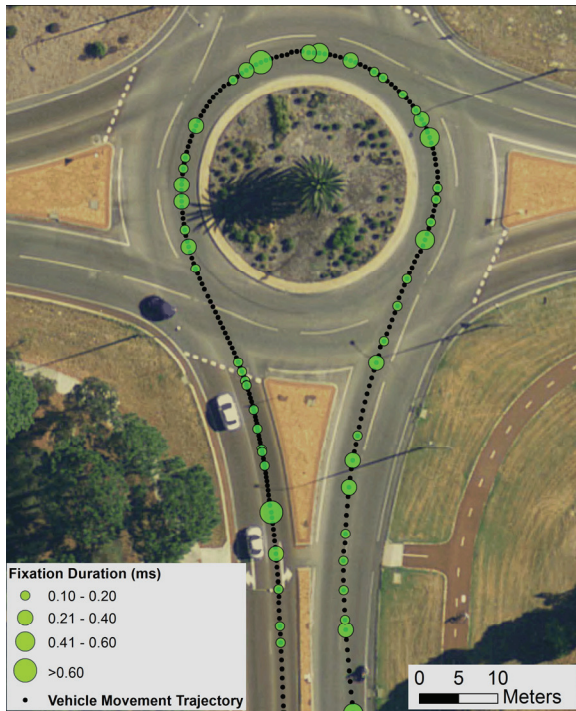 Fixation Duration (ms)
0.10 - 0.20
0.21 - 0.40
0.41 - 0.60
>0.60
Vehicle Movement Trajectory
0 5 10
Meters